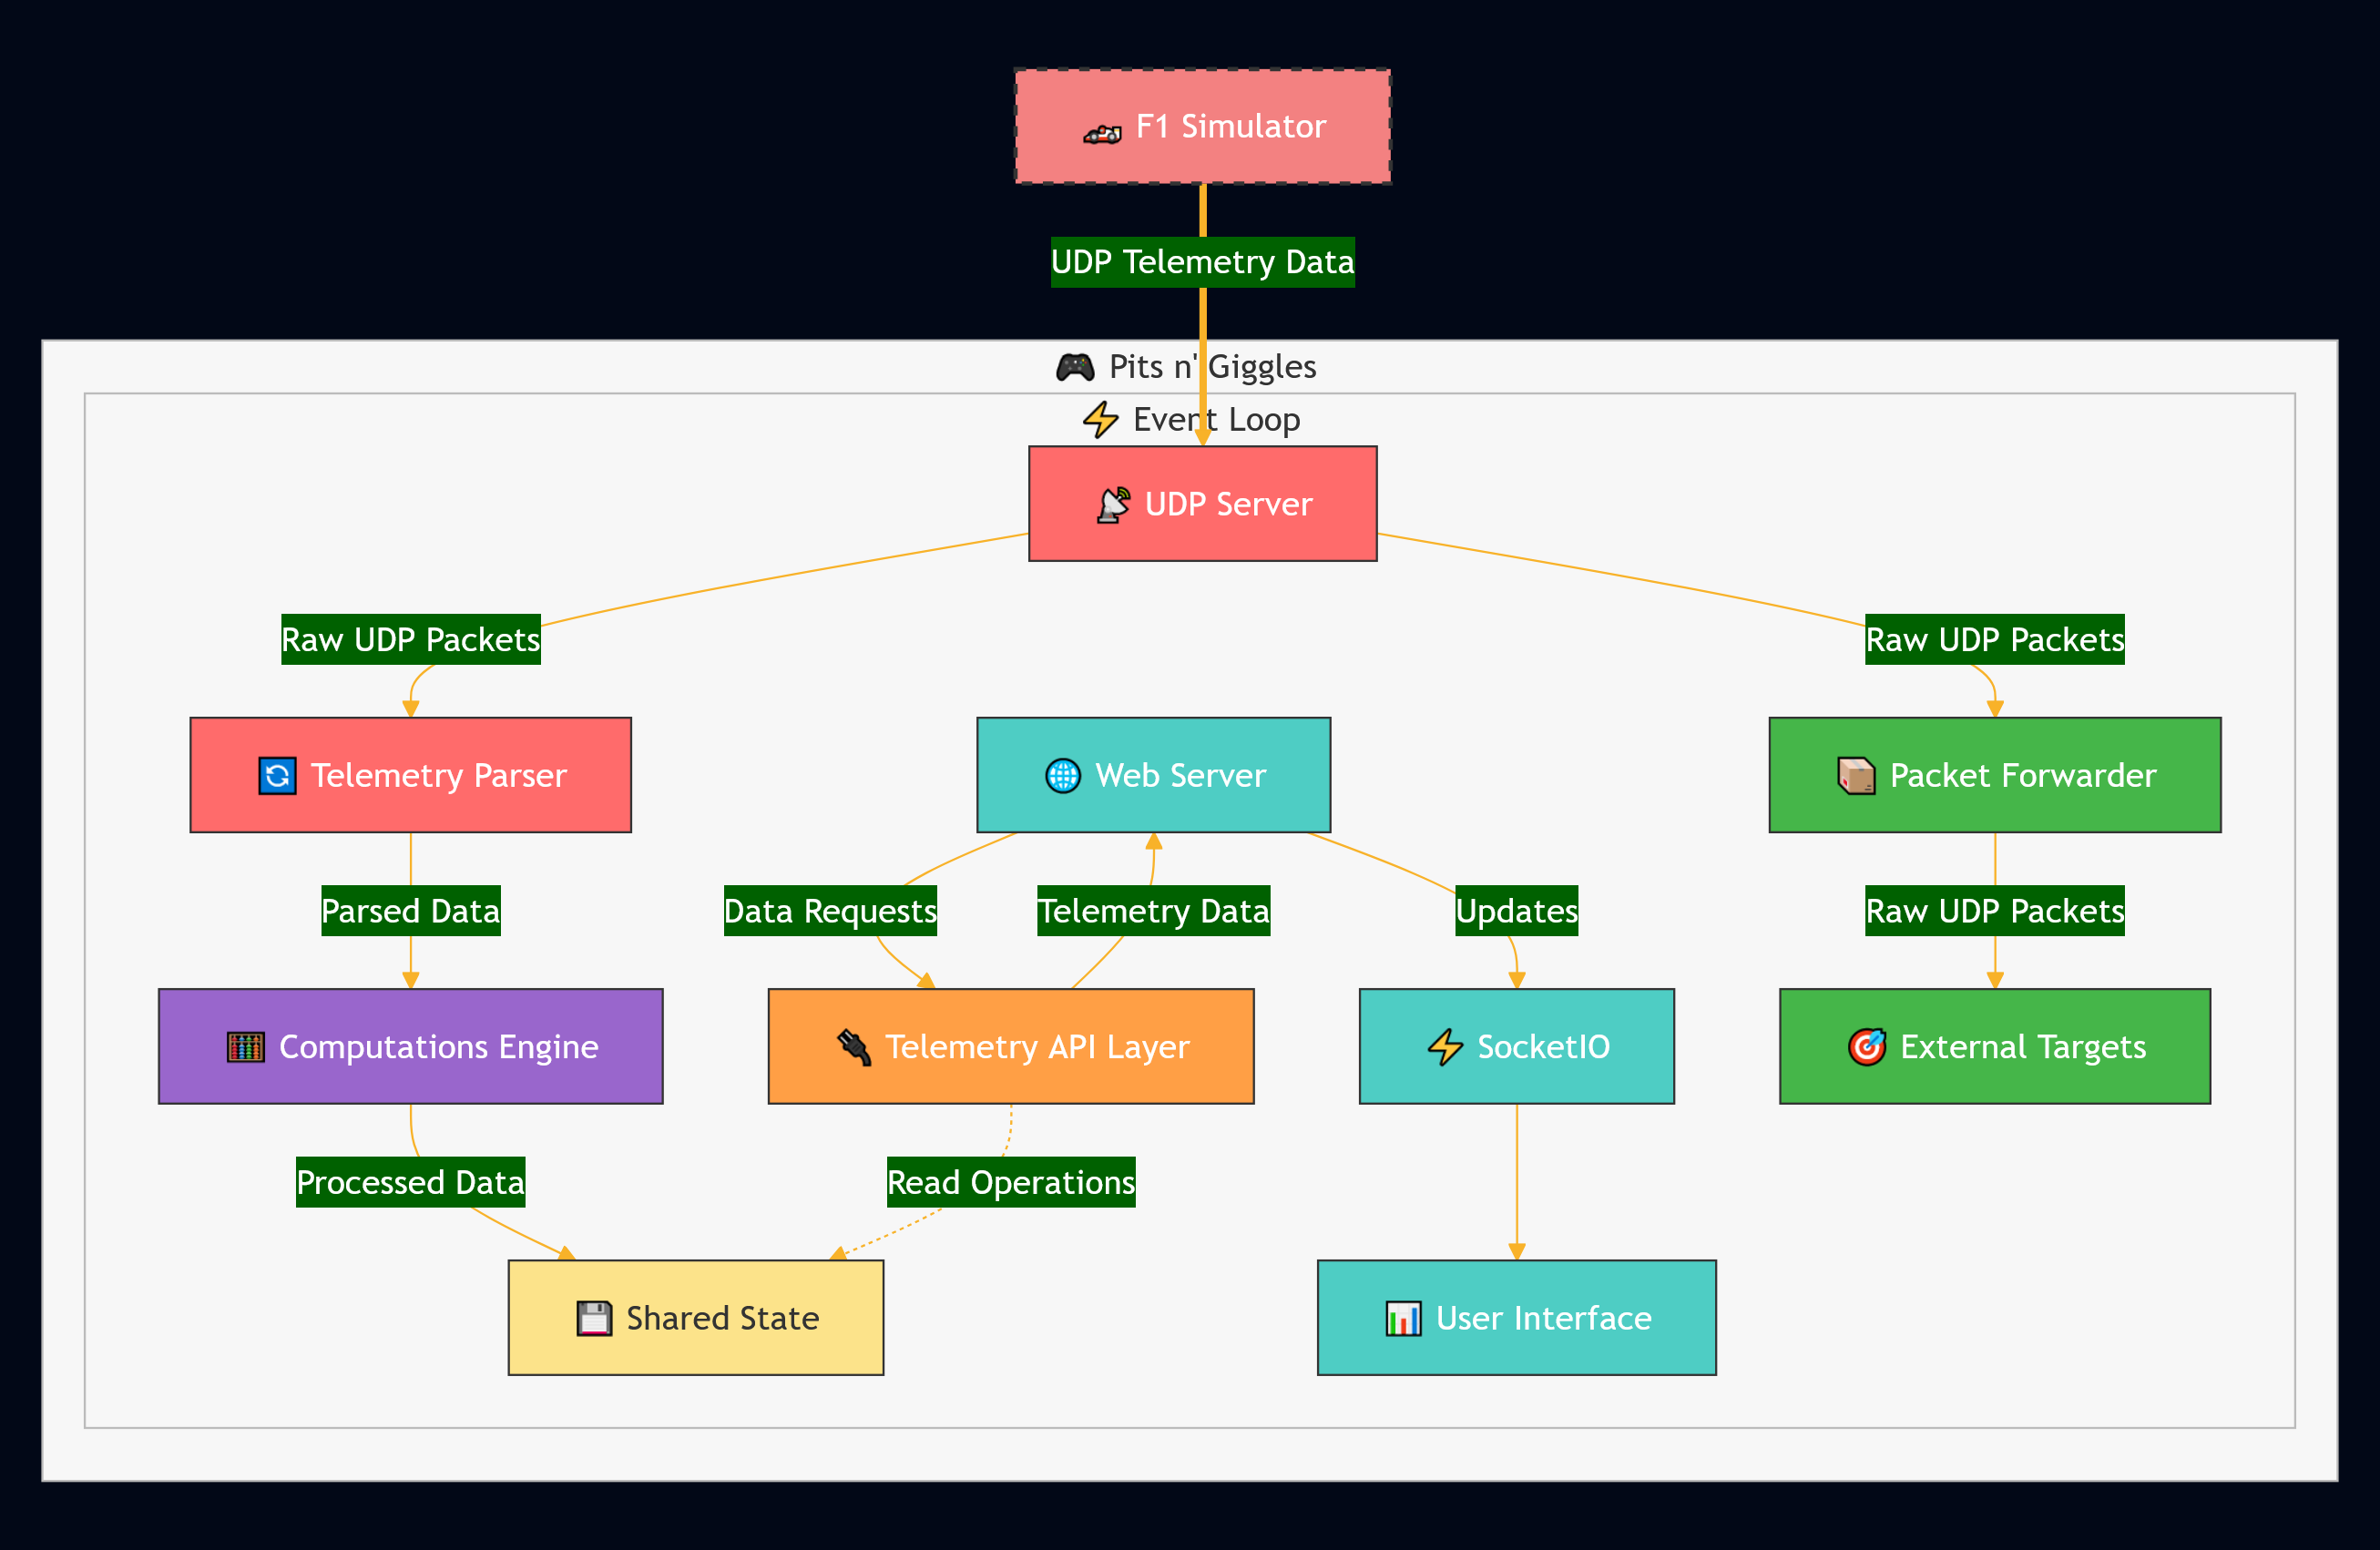 F1 Simulator
UDP Telemetry Data
Pits n' Giggles
Event Loop
UDP Server
Raw UDP Packets
Raw UDP Packets
Telemetry Parser
Web Server
Packet Forwarder
Parsed Data
Data Requests
Telemetry Data
Updates
Raw UDP Packets
Computations Engine
Telemetry API Layer
SocketIO
External Targets
Processed Data
Read Operations
Shared State
User Interface